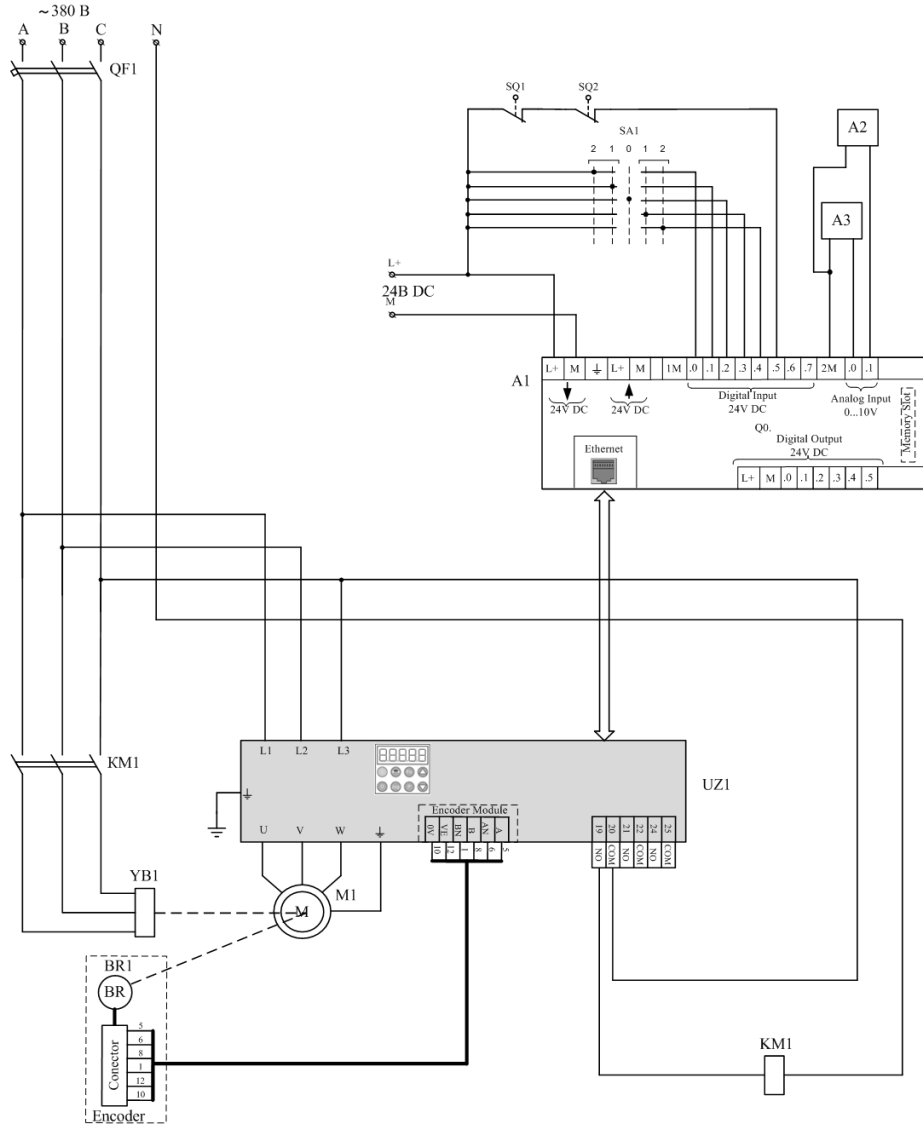 ~380 В
A B C N
QF1
SQ1 SQ2
SA1
2 1 0 1 2
A2
A3
L+
24В DC
M
A1
L+ M L+ M 1M .0 .1 .2 .3 .4 .5 .6 .7 2M .0 .1
24V DC 24V DC
Digital Input
24V DC
Analog Input
0...10V
Memory Slot
Q0.
Digital Output
24V DC
Ethernet
L+ M .0 .1 .2 .3 .4 .5
KM1
L1 L2 L3
UZ1
Encoder Module
0V VE BN B AN A
10 12 1 8 6 5
U V W
19 20 21 22 24 25
NO COM NO COM NO COM
YB1
M1
M
BR1
BR
Conector
5
6
8
1
12
10
Encoder
KM1